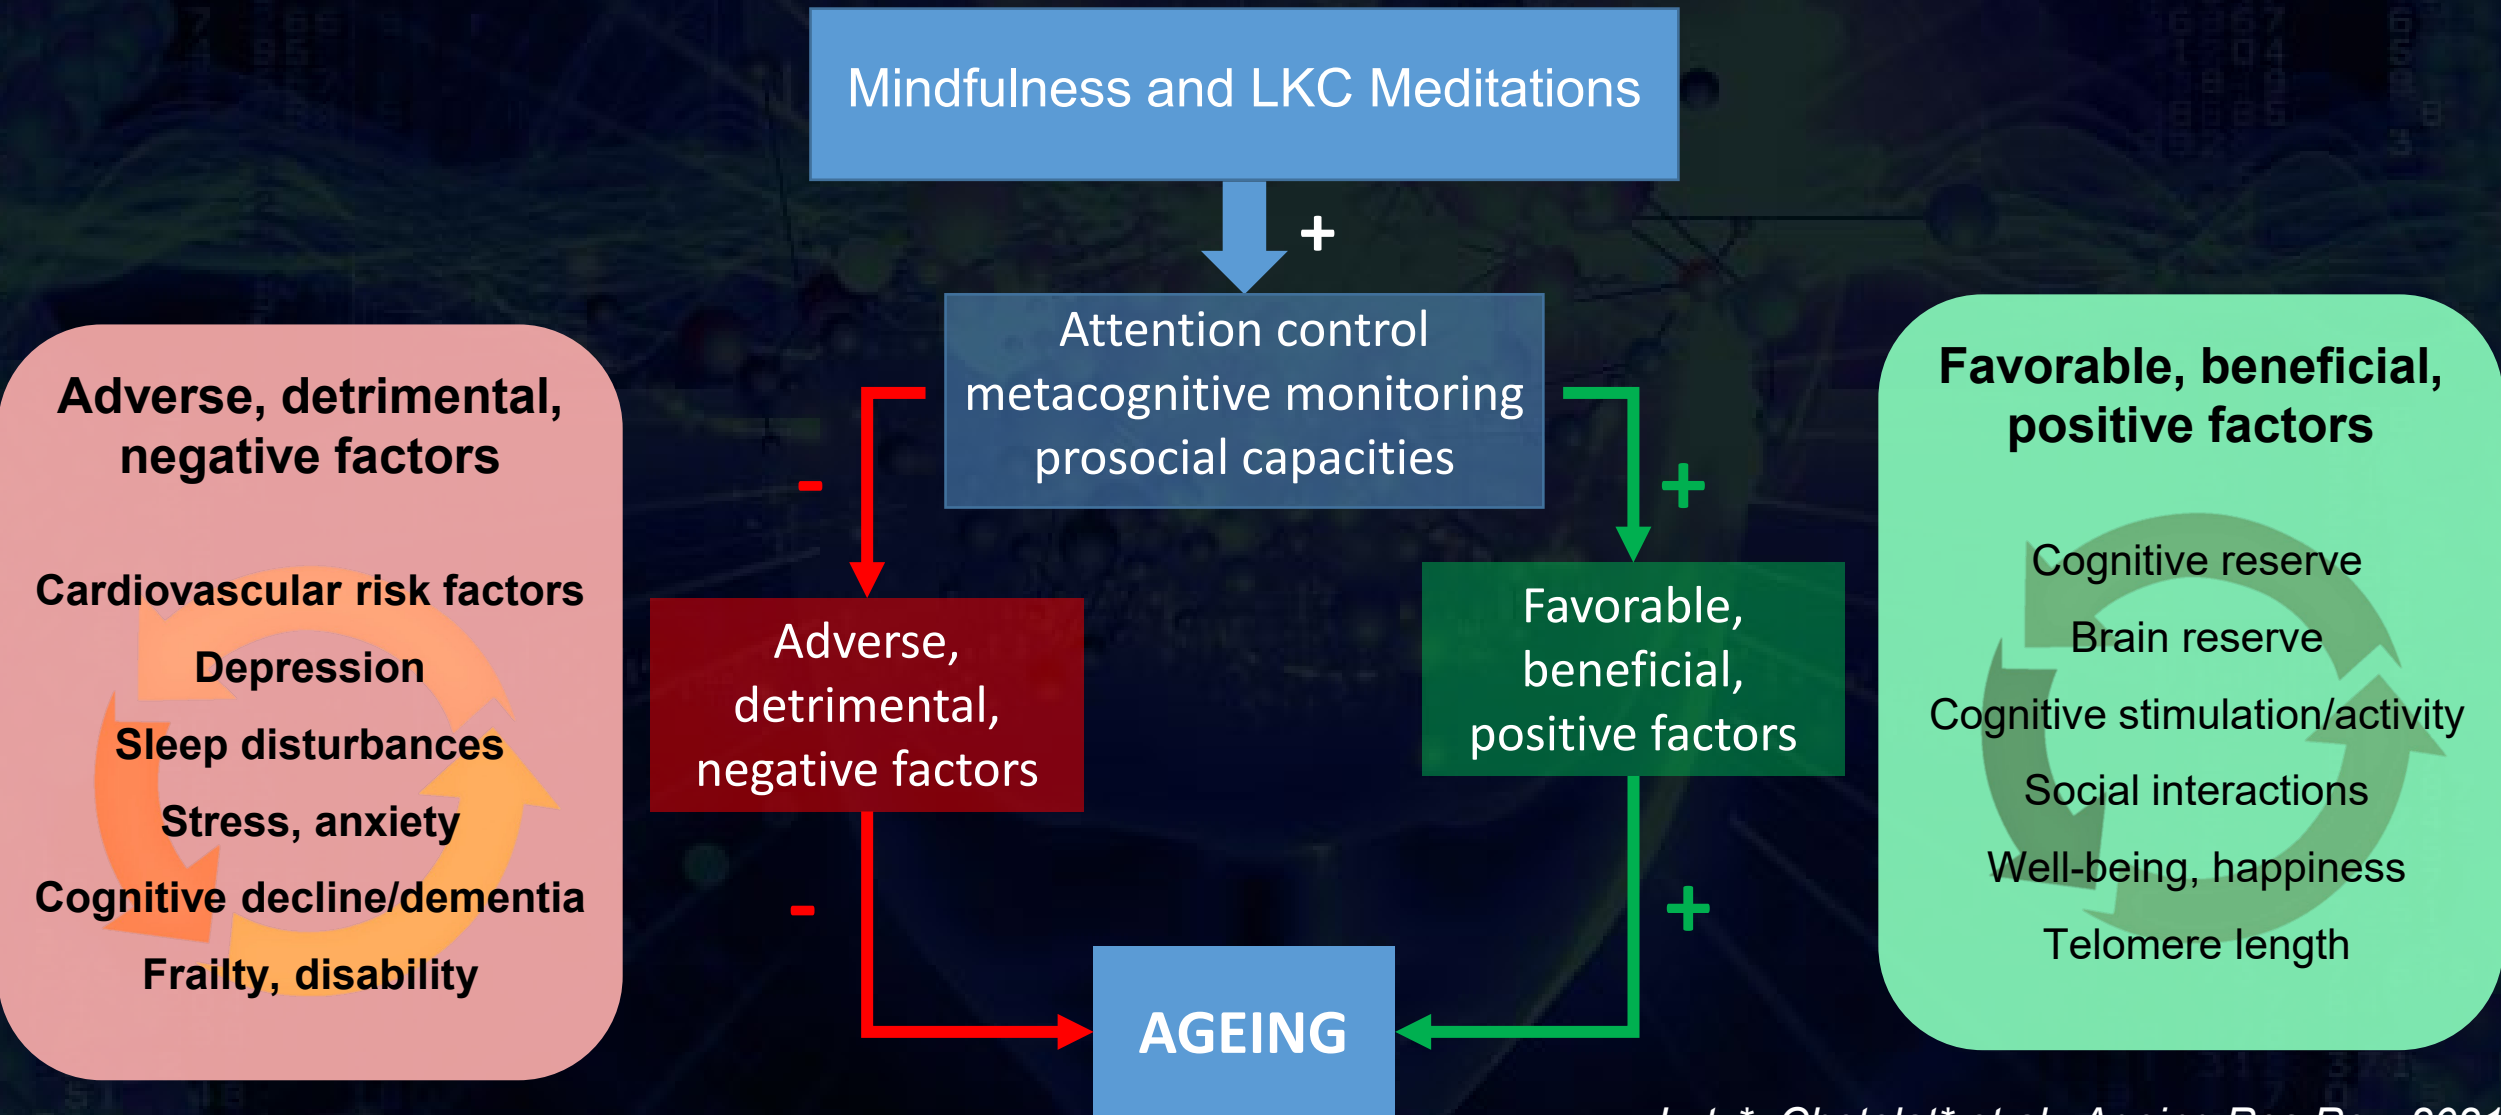 Mindfulness and LKC Meditations
+
Attention control
metacognitive monitoring
prosocial capacities
-
+
Adverse, detrimental,
negative factors
Cardiovascular risk factors
Depression
Sleep disturbances
Stress, anxiety
Cognitive decline/dementia
Frailty, disability
Adverse,
detrimental,
negative factors
Favorable,
beneficial,
positive factors
-
+
AGEING
Favorable, beneficial,
positive factors
Cognitive reserve
Brain reserve
Cognitive stimulation/activity
Social interactions
Well-being, happiness
Telomere length